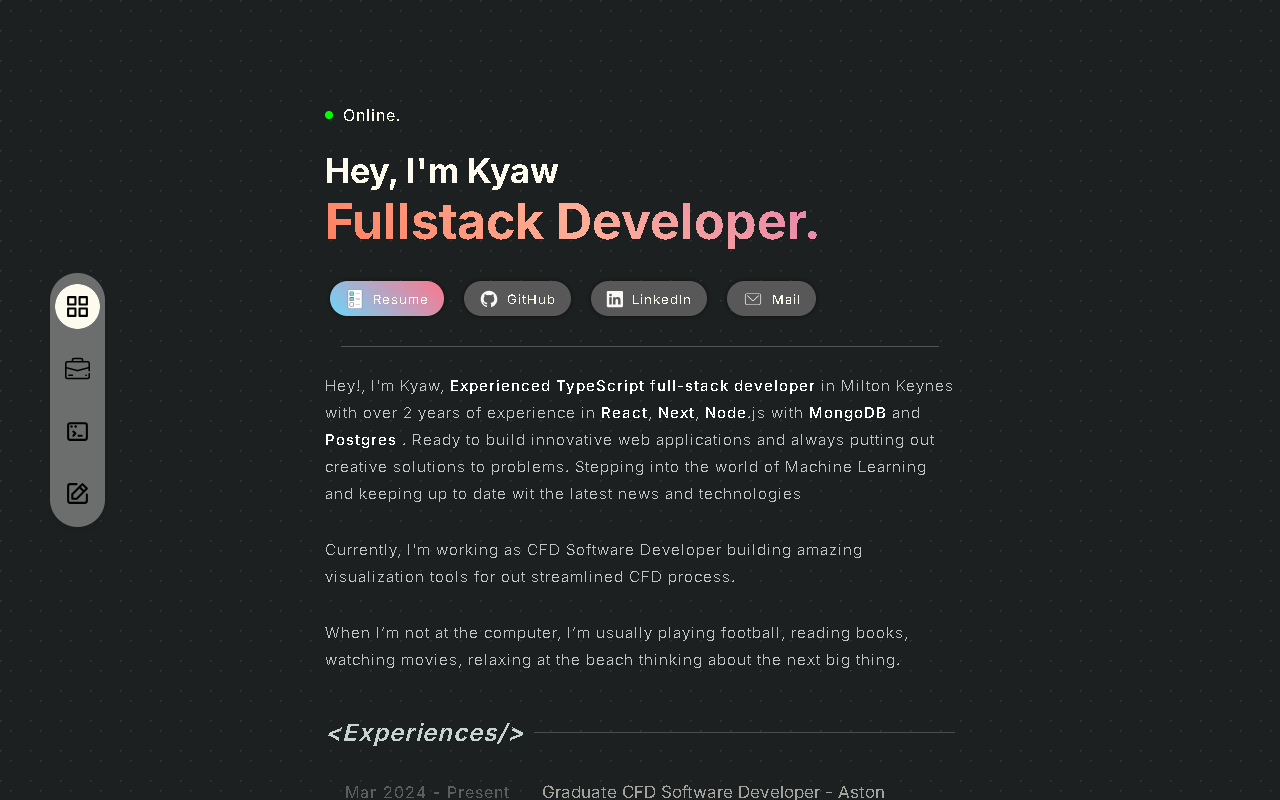 Online.
Hey, I'm Kyaw
Fullstack Developer.
Resume GitHub LinkedIn Mail
Hey!, I'm Kyaw, Experienced TypeScript full-stack developer in Milton Keynes
with over 2 years of experience in React, Next, Node.js with MongoDB and
Postgres . Ready to build innovative web applications and always putting out
creative solutions to problems. Stepping into the world of Machine Learning
and keeping up to date wit the latest news and technologies
Currently, I'm working as CFD Software Developer building amazing
visualization tools for out streamlined CFD process.
When I’m not at the computer, I’m usually playing football, reading books,
watching movies, relaxing at the beach thinking about the next big thing.
<Experiences/>
Mar 2024 - Present Graduate CFD Software Developer - Aston